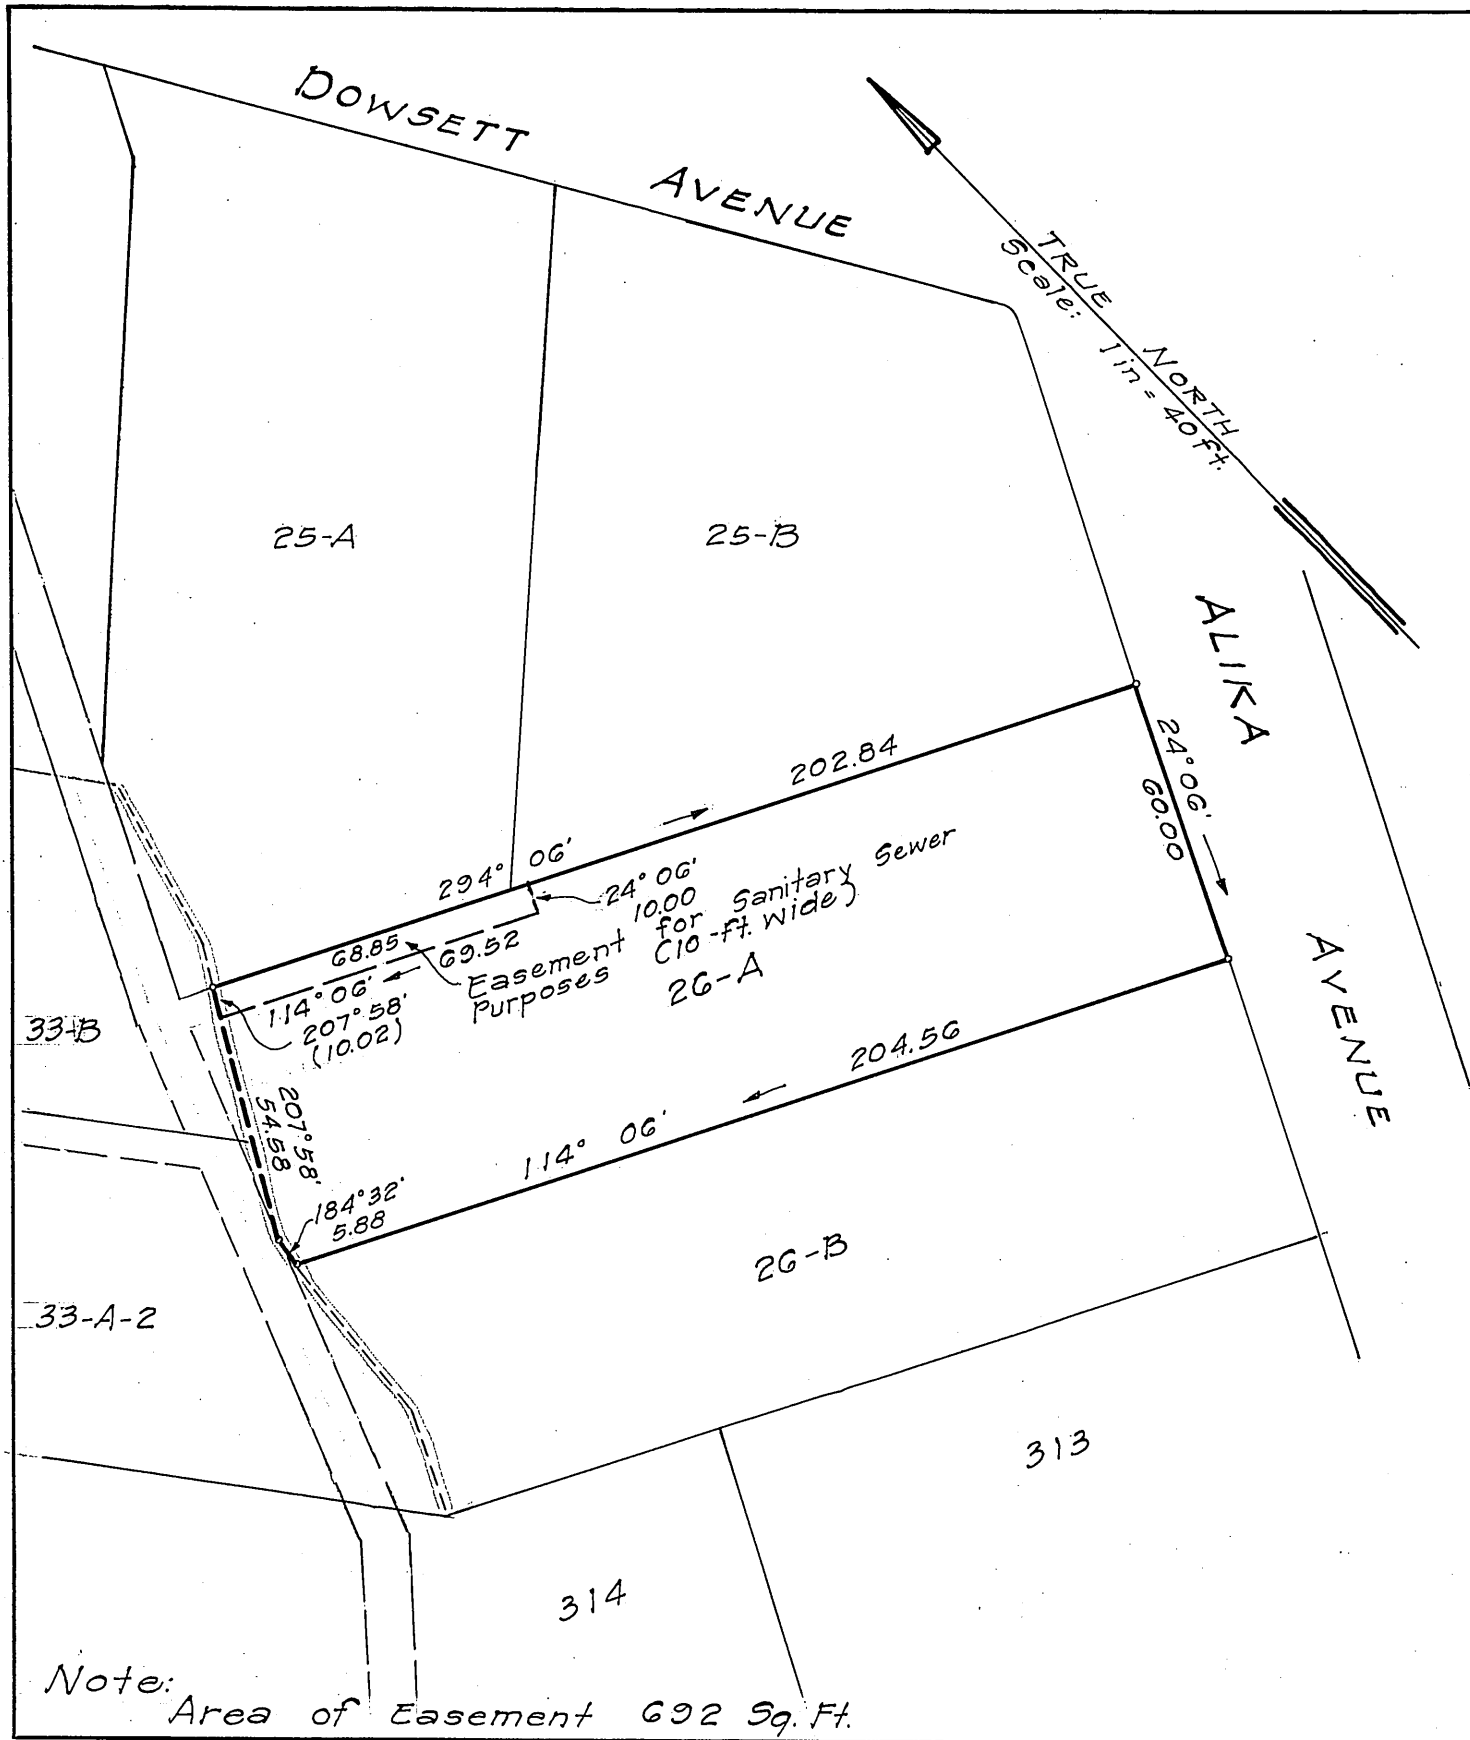 DOWSETT AVENUE
TRUE NORTH
Scale: 1 in = 40 ft.
25-A
25-B
ALIKA AVENUE
202.84
24° 06'
60.00
294° 06'
24° 06'
10.00
68.85
69.52
Easement for Sanitary Sewer
Purposes (10-ft. wide)
26-A
114° 06'
207° 58'
(10.02)
33-B
204.56
114° 06'
207° 58'
54.58
184° 32'
5.88
26-B
33-A-2
313
314
Note:
Area of Easement 692 Sq. Ft.